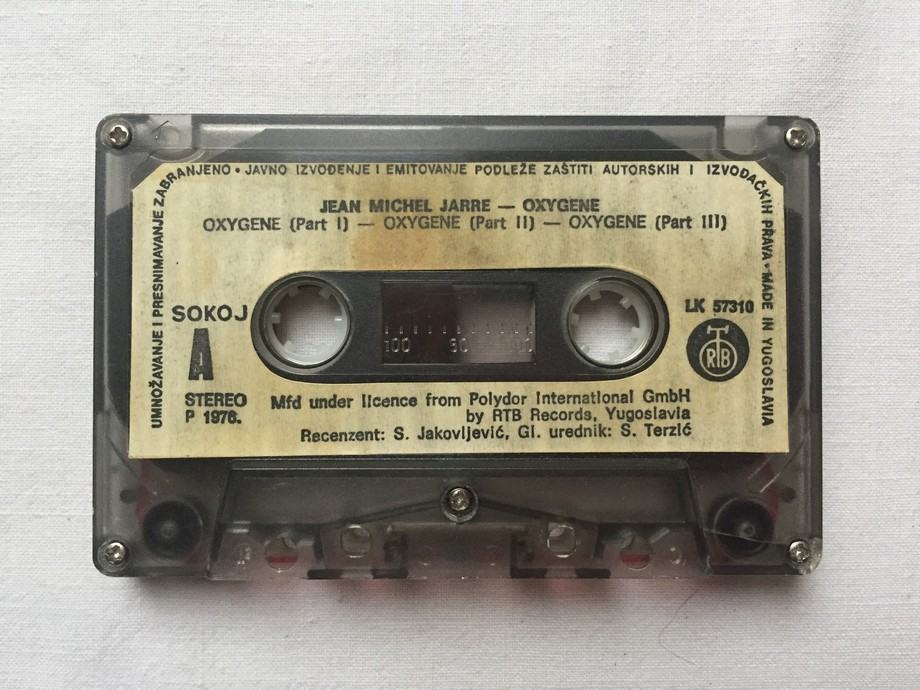 UMNOŽAVANJE I PRESNIMAVANJE ZABRANJENO • JAVNO IZVOĐENJE I EMITOVANJE PODLEŽE ZAŠTITI AUTORSKIH I IZVOĐAČKIH PRAVA • MADE IN YUGOSLAVIA
JEAN MICHEL JARRE — OXYGENE
OXYGENE (Part I) — OXYGENE (Part II) — OXYGENE (Part III)
SOKOJ
LK 57310
A
RTB
100 50
STEREO
P 1976.
Mfd under licence from Polydor International GmbH
by RTB Records, Yugoslavia
Recenzent: S. Jakovljević, Gl. urednik: S. Terzić